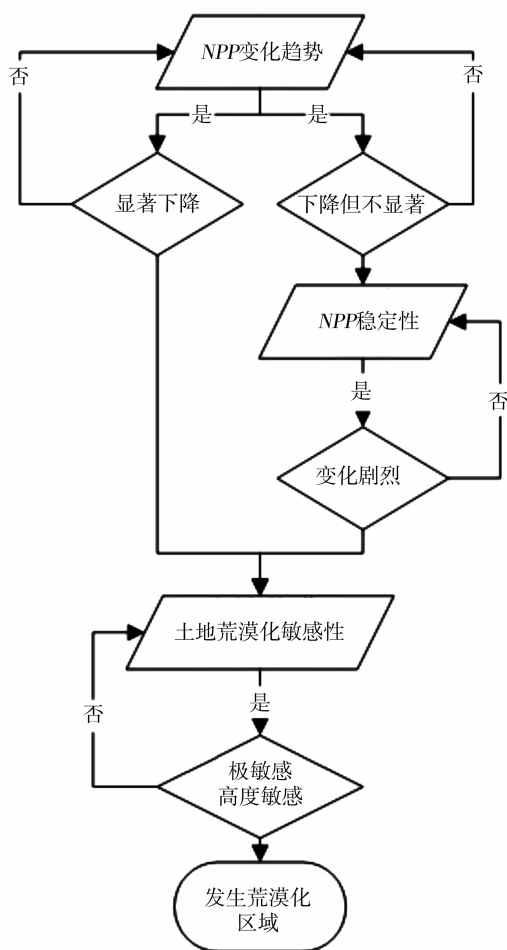 NPP变化趋势
否
否
是
是
显著下降
下降但不显著
NPP稳定性
是
否
变化剧烈
土地荒漠化敏感性
是
否
极敏感
高度敏感
发生荒漠化
区域